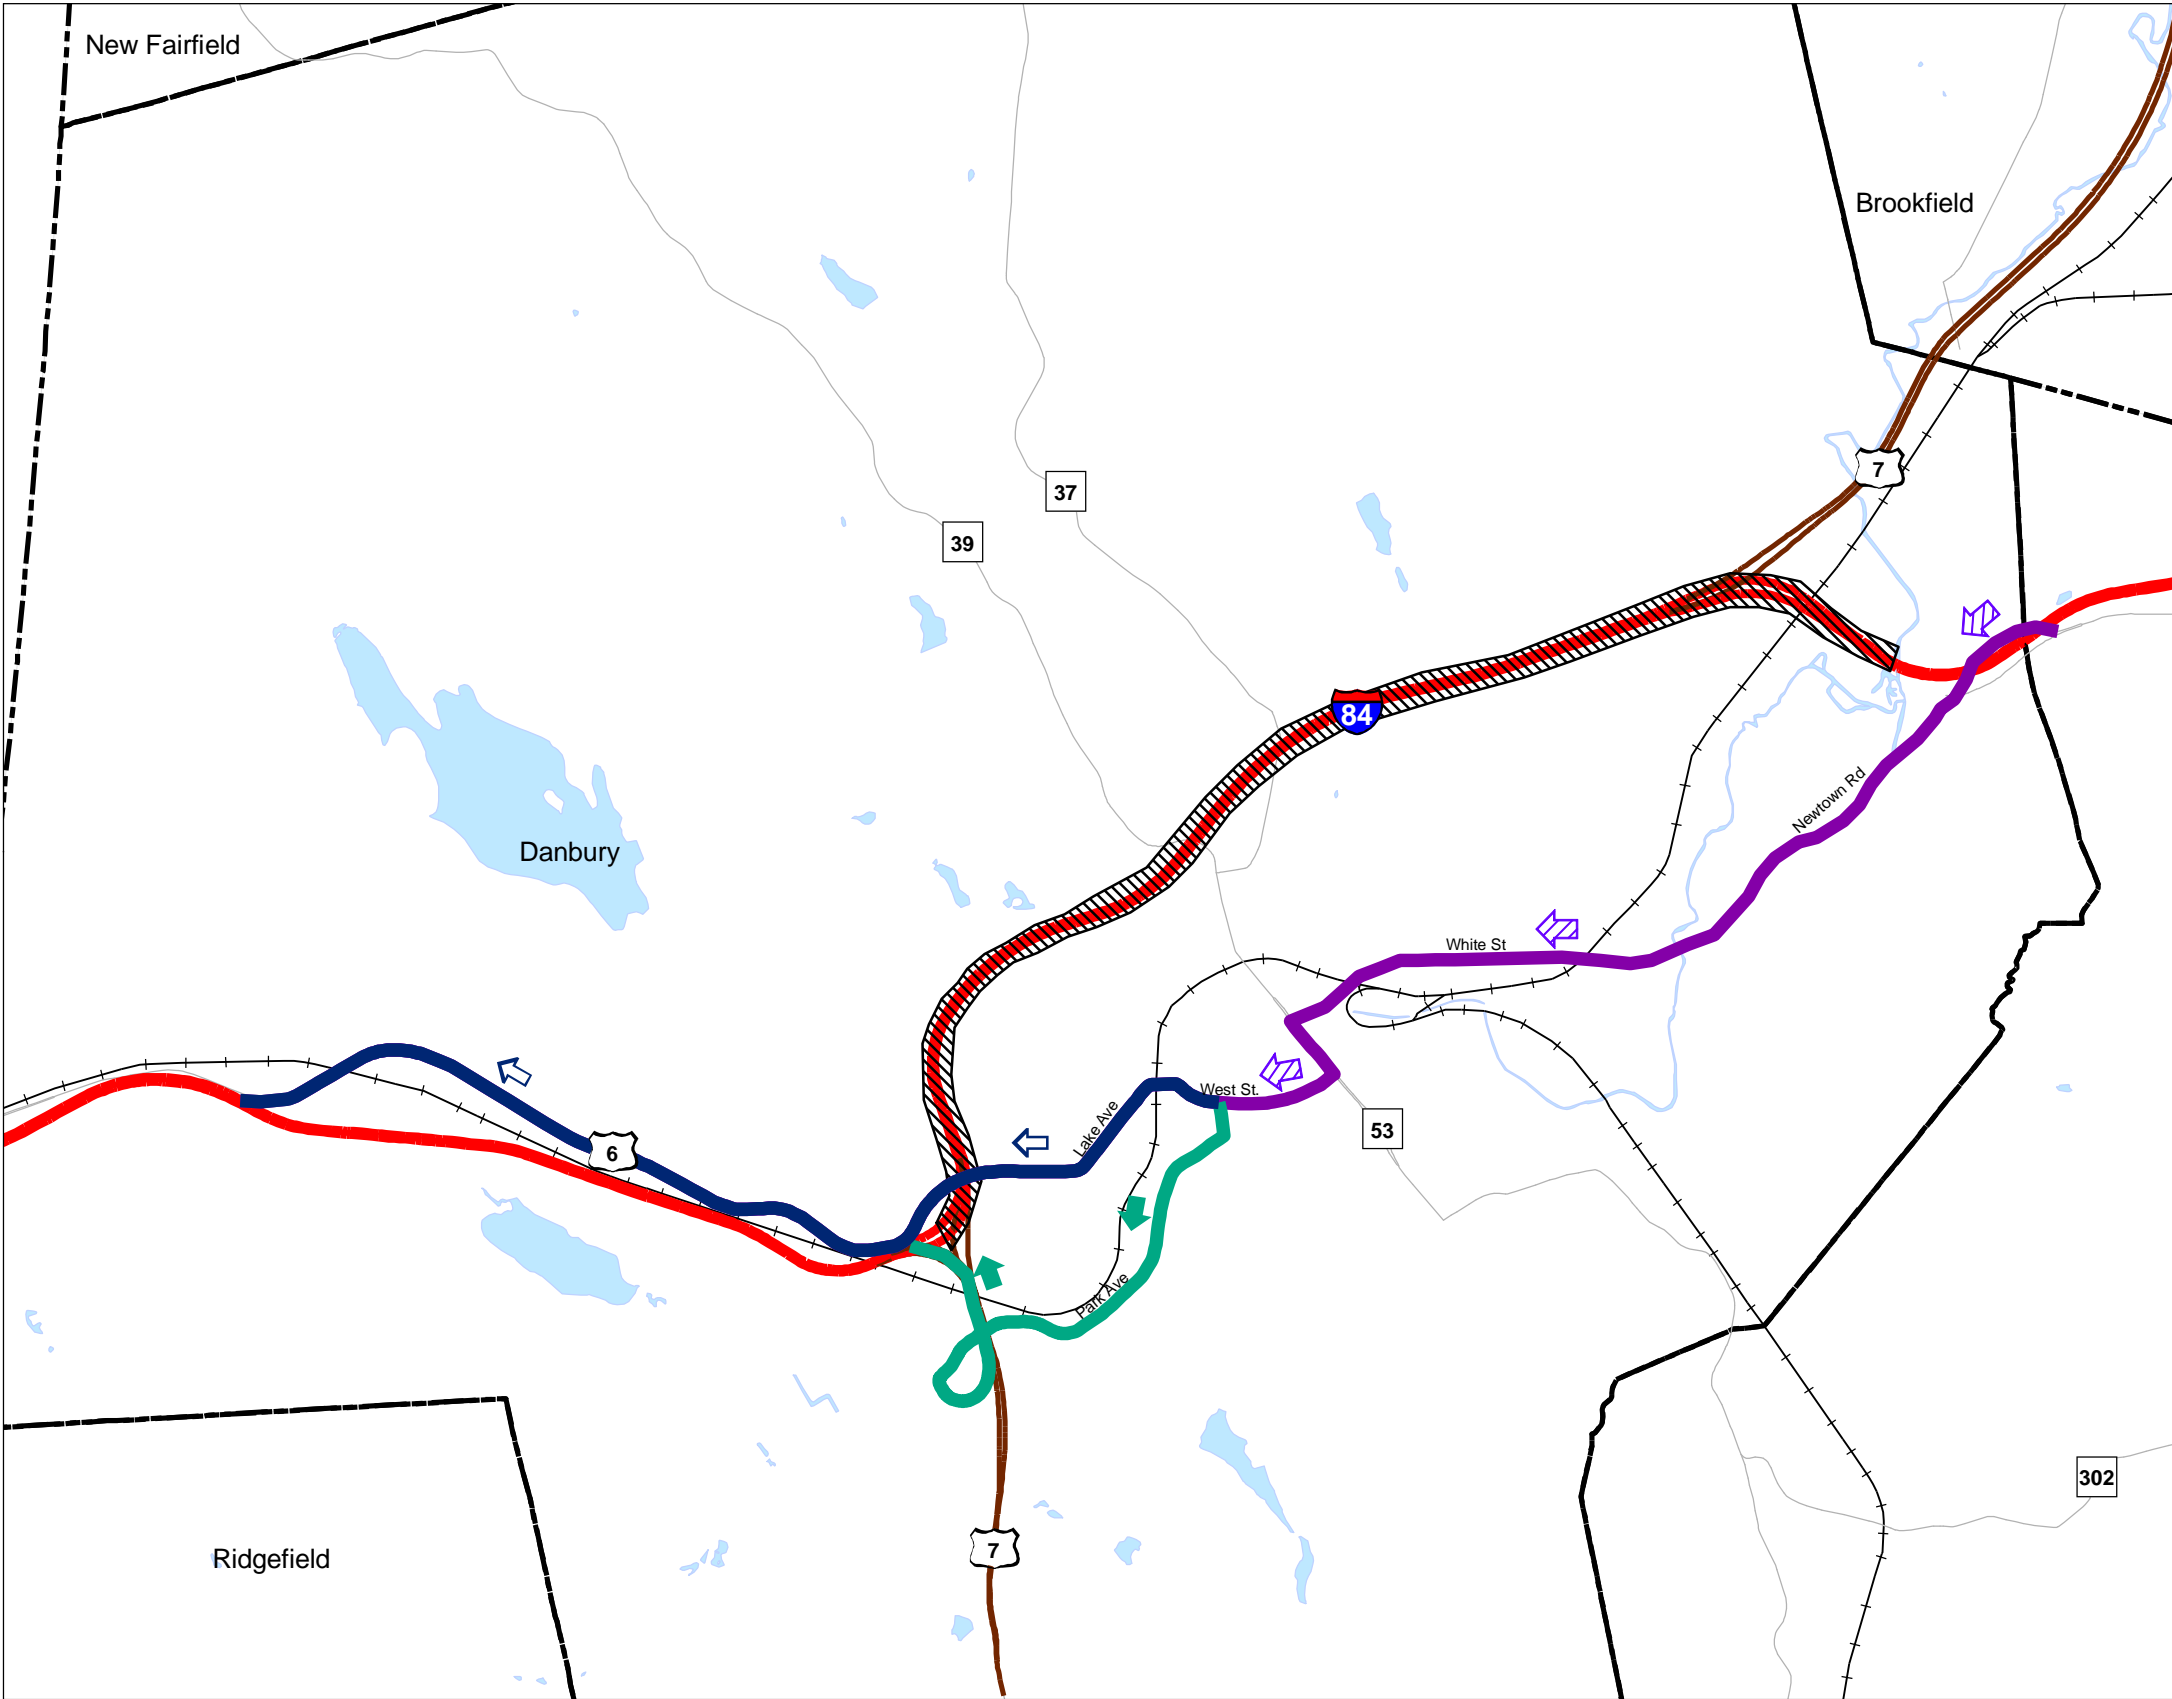 New Fairfield
Brookfield
7
37
39
84
Newtown Rd
Danbury
White St
West St.
Lake Ave
53
6
Park Ave
302
7
Ridgefield